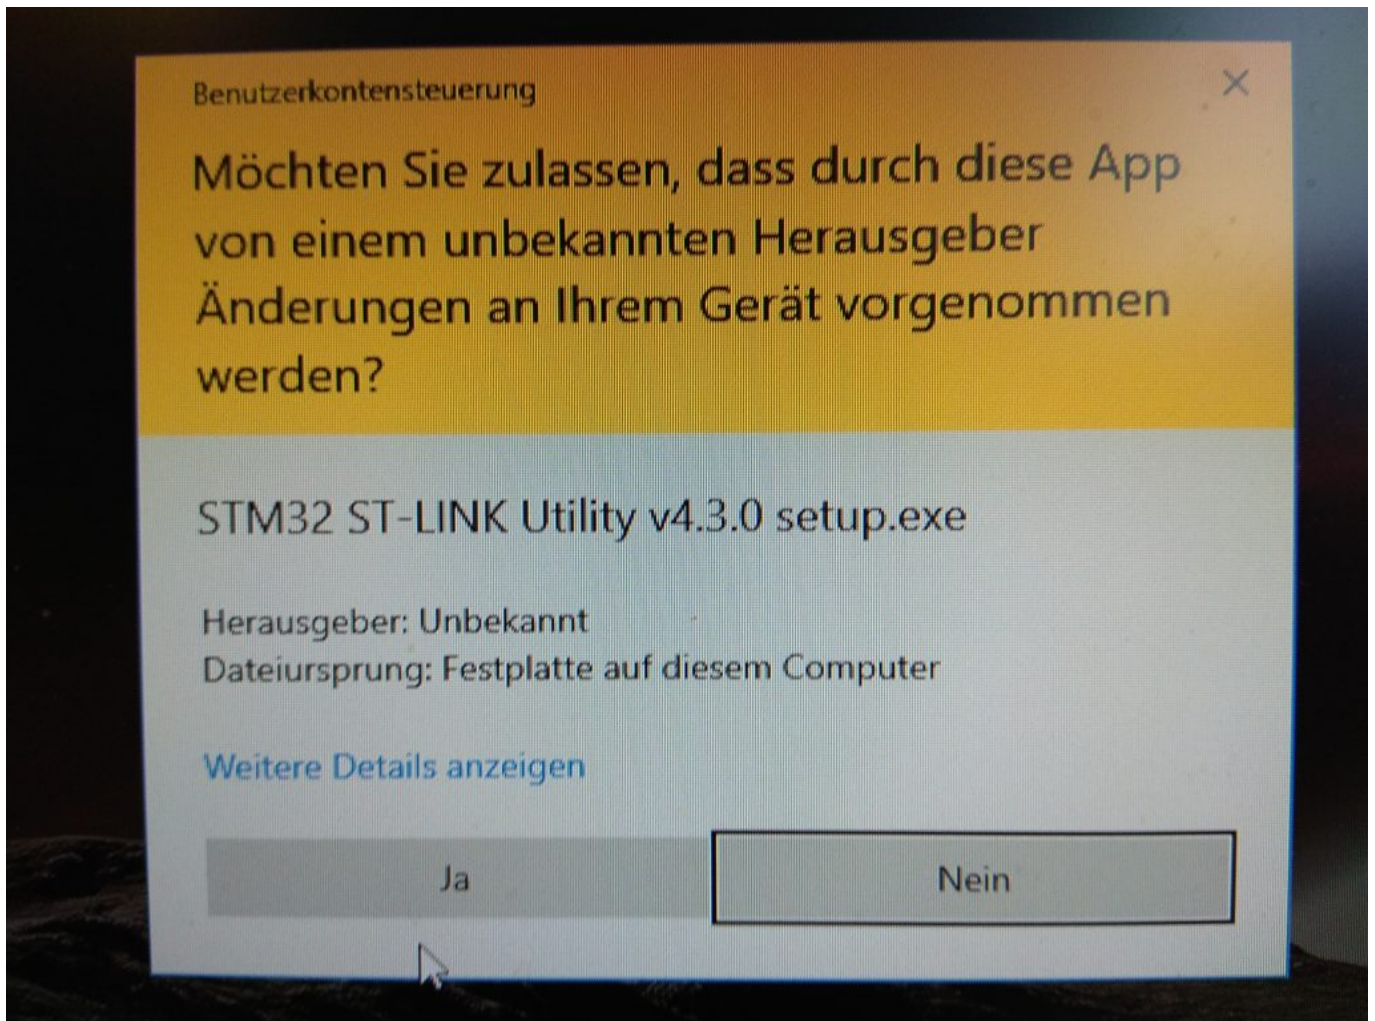 Benutzerkontensteuerung
Möchten Sie zulassen, dass durch diese App
von einem unbekannten Herausgeber
Änderungen an Ihrem Gerät vorgenommen
werden?
STM32 ST-LINK Utility v4.3.0 setup.exe
Herausgeber: Unbekannt
Dateiursprung: Festplatte auf diesem Computer
Weitere Details anzeigen
Ja
Nein